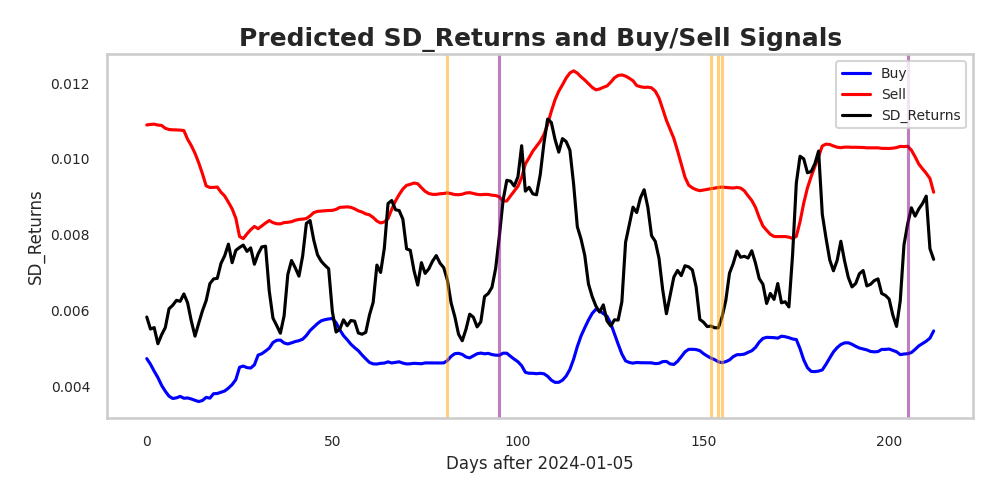 Predicted SD_Returns and Buy/Sell Signals
SD_Returns
0.012
0.010
0.008
0.006
0.004
Buy
Sell
SD_Returns
0
50
100
150
200
Days after 2024-01-05